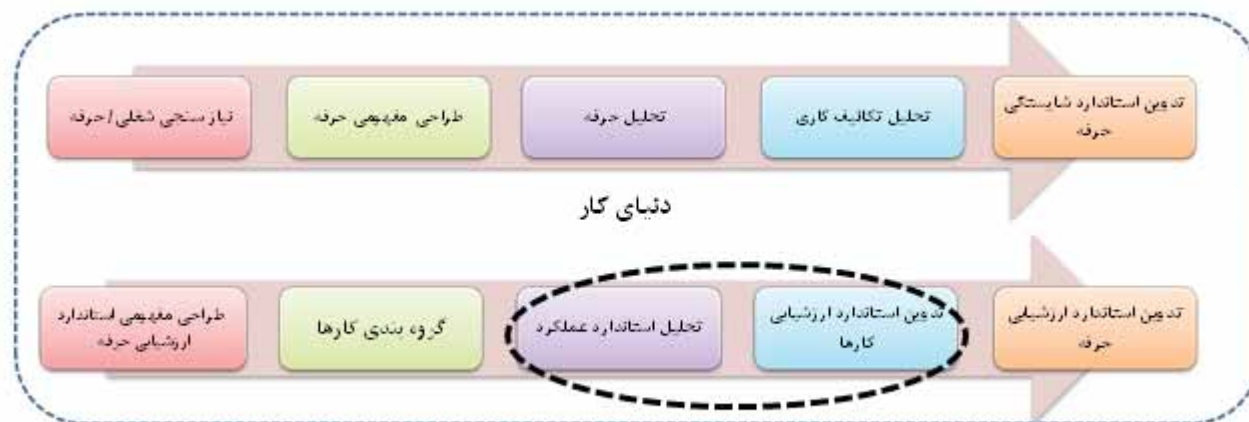 نیاز سنجی شغلی/حرفه
طراحی مفهومی حرفه
تحلیل حرفه
تحلیل تکالیف کاری
تدوین استاندارد شایستگی
حرفه
دنیای کار
طراحی مفهومی استاندارد
ارزشیابی حرفه
گروه بندی کارها
تحلیل استاندارد عملکرد
تدوین استاندارد ارزشیابی
کارها
تدوین استاندارد ارزشیابی
حرفه